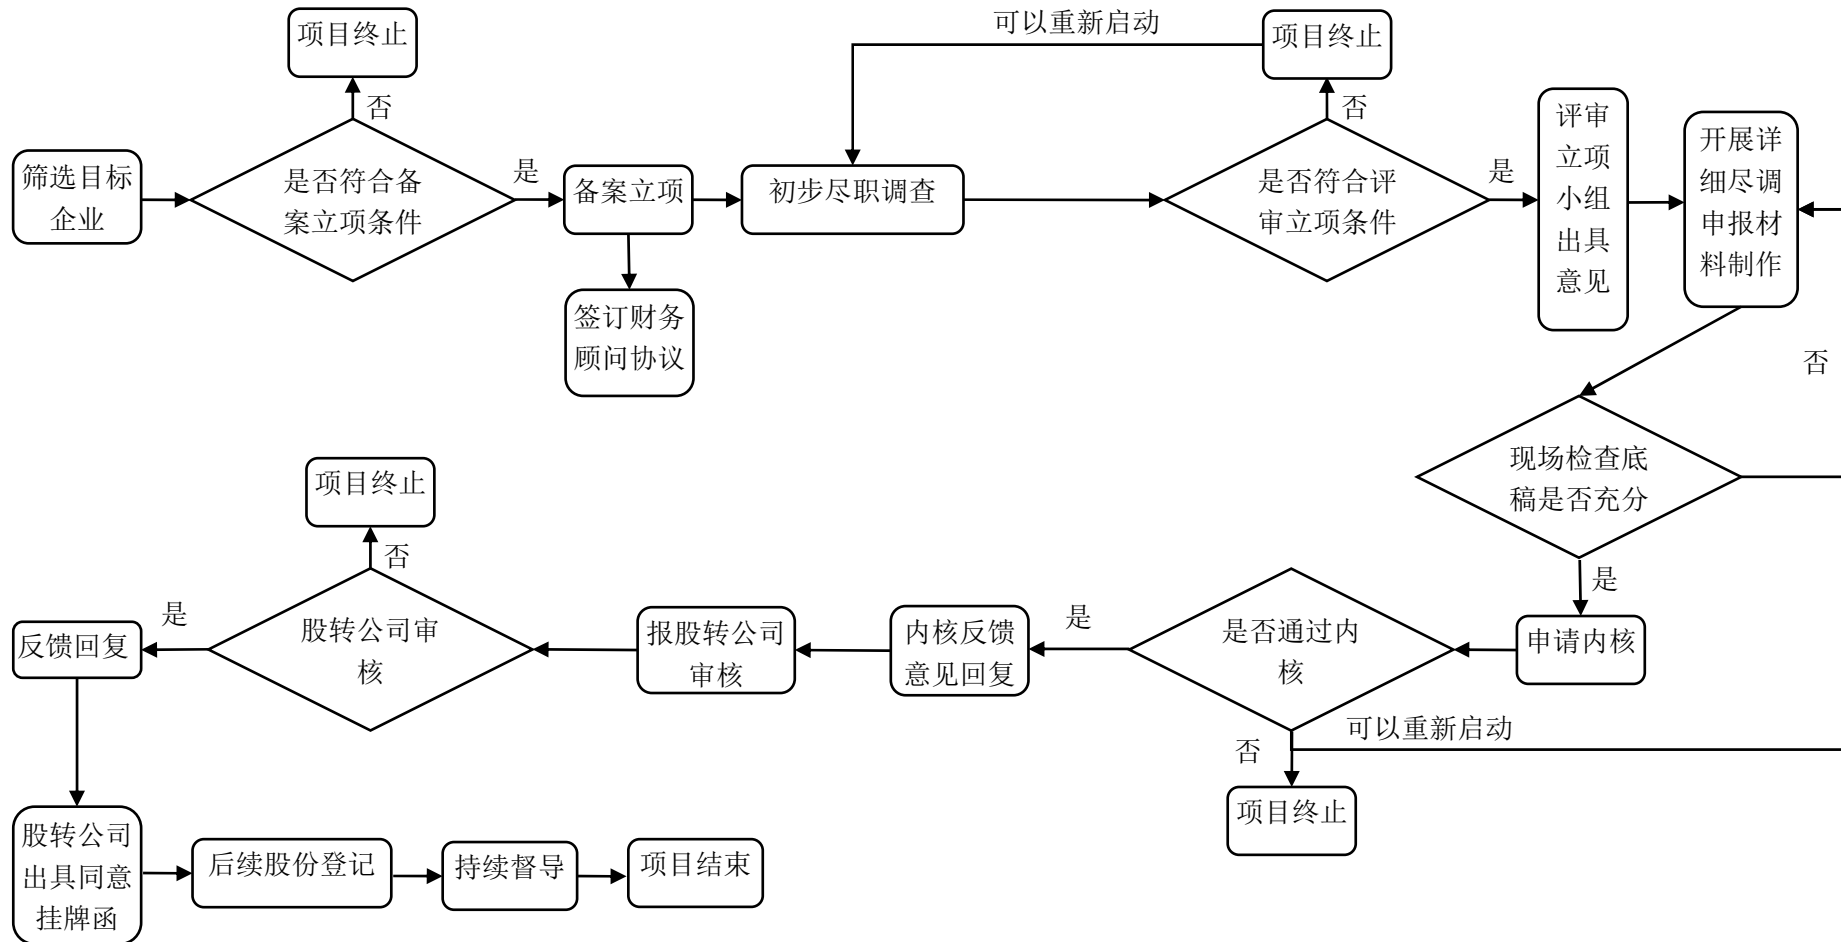 项目终止
可以重新启动
项目终止
否
否
筛选目标
企业
是否符合备
案立项条件
是
备案立项
初步尽职调查
是否符合评
审立项条件
是
评审
立项
小组
出具
意见
开展详
细尽调
申报材
料制作
签订财务
顾问协议
否
现场检查底
稿是否充分
是
项目终止
否
反馈回复
是
股转公司审
核
报股转公司
审核
内核反馈
意见回复
是
是否通过内
核
申请内核
否
可以重新启动
项目终止
股转公司
出具同意
挂牌函
后续股份登记
持续督导
项目结束